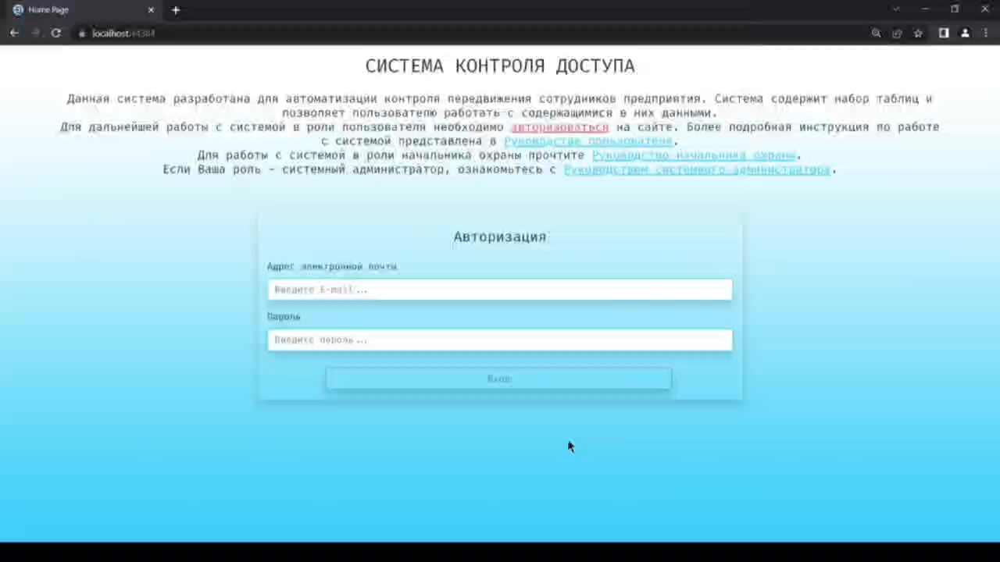 Home Page
localhost:44384
СИСТЕМА КОНТРОЛЯ ДОСТУПА
Данная система разработана для автоматизации контроля передвижения сотрудников предприятия. Система содержит набор таблиц и
позволяет пользователю работать с содержащимися в них данными.
Для дальнейшей работы с системой в роли пользователя необходимо авторизоваться на сайте. Более подробная инструкция по работе
с системой представлена в Руководстве пользователя.
Для работы с системой в роли начальника охраны прочтите Руководство начальника охраны.
Если Ваша роль - системный администратор, ознакомьтесь с Руководством системного администратора.
Авторизация
Адрес электронной почты
Введите E-mail...
Пароль
Введите пароль...
Вход